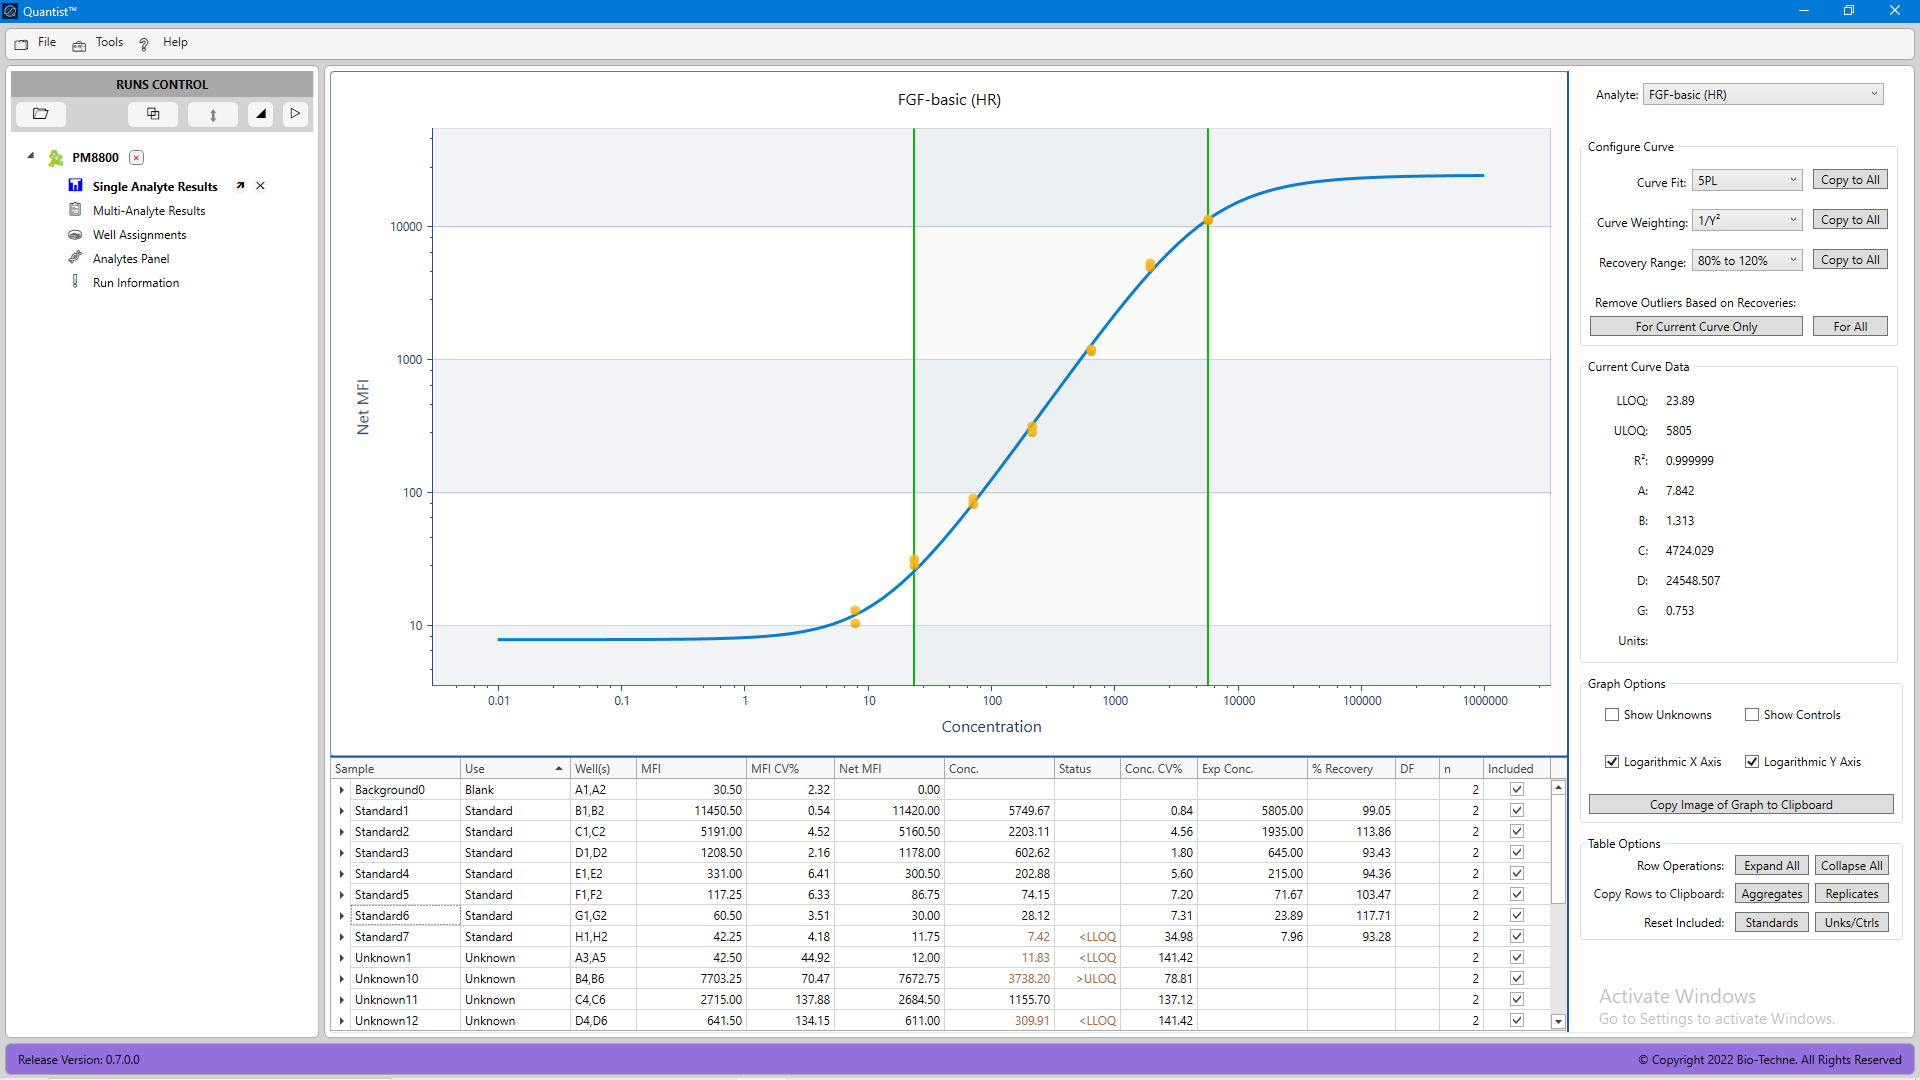 Quantist™
File Tools ? Help
RUNS CONTROL
PM8800
Single Analyte Results
Multi-Analyte Results
Well Assignments
Analytes Panel
Run Information
FGF-basic (HR)
Net MFI
10000
1000
100
10
0.01 0.1 1 10 100 1000 10000 100000 1000000
Concentration
Sample Use Well(s) MFI MFI CV% Net MFI Conc. Status Conc. CV% Exp Conc. % Recovery DF n Included
Background0 Blank A1,A2 30.50 2.32 0.00 2
Standard1 Standard B1,B2 11450.50 0.54 11420.00 5749.67 0.84 5805.00 99.05 2
Standard2 Standard C1,C2 5191.00 4.52 5160.50 2203.11 4.56 1935.00 113.86 2
Standard3 Standard D1,D2 1208.50 2.16 1178.00 602.62 1.80 645.00 93.43 2
Standard4 Standard E1,E2 331.00 6.41 300.50 202.88 5.60 215.00 94.36 2
Standard5 Standard F1,F2 117.25 6.33 86.75 74.15 7.20 71.67 103.47 2
Standard6 Standard G1,G2 60.50 3.51 30.00 28.12 7.31 23.89 117.71 2
Standard7 Standard H1,H2 42.25 4.18 11.75 7.42 <LLOQ 34.98 7.96 93.28 2
Unknown1 Unknown A3,A5 42.50 44.92 12.00 11.83 <LLOQ 141.42 2
Unknown10 Unknown B4,B6 7703.25 70.47 7672.75 3738.20 >ULOQ 78.81 2
Unknown11 Unknown C4,C6 2715.00 137.88 2684.50 1155.70 137.12 2
Unknown12 Unknown D4,D6 641.50 134.15 611.00 309.91 <LLOQ 141.42 2
Analyte: FGF-basic (HR)
Configure Curve
Curve Fit: 5PL Copy to All
Curve Weighting: 1/Y² Copy to All
Recovery Range: 80% to 120% Copy to All
Remove Outliers Based on Recoveries:
For Current Curve Only For All
Current Curve Data
LLOQ: 23.89
ULOQ: 5805
R²: 0.999999
A: 7.842
B: 1.313
C: 4724.029
D: 24548.507
G: 0.753
Units:
Graph Options
Show Unknowns Show Controls
Logarithmic X Axis Logarithmic Y Axis
Copy Image of Graph to Clipboard
Table Options
Row Operations: Expand All Collapse All
Copy Rows to Clipboard: Aggregates Replicates
Reset Included: Standards Unks/Ctrls
Activate Windows
Go to Settings to activate Windows.
Release Version: 0.7.0.0
© Copyright 2022 Bio-Techne. All Rights Reserved